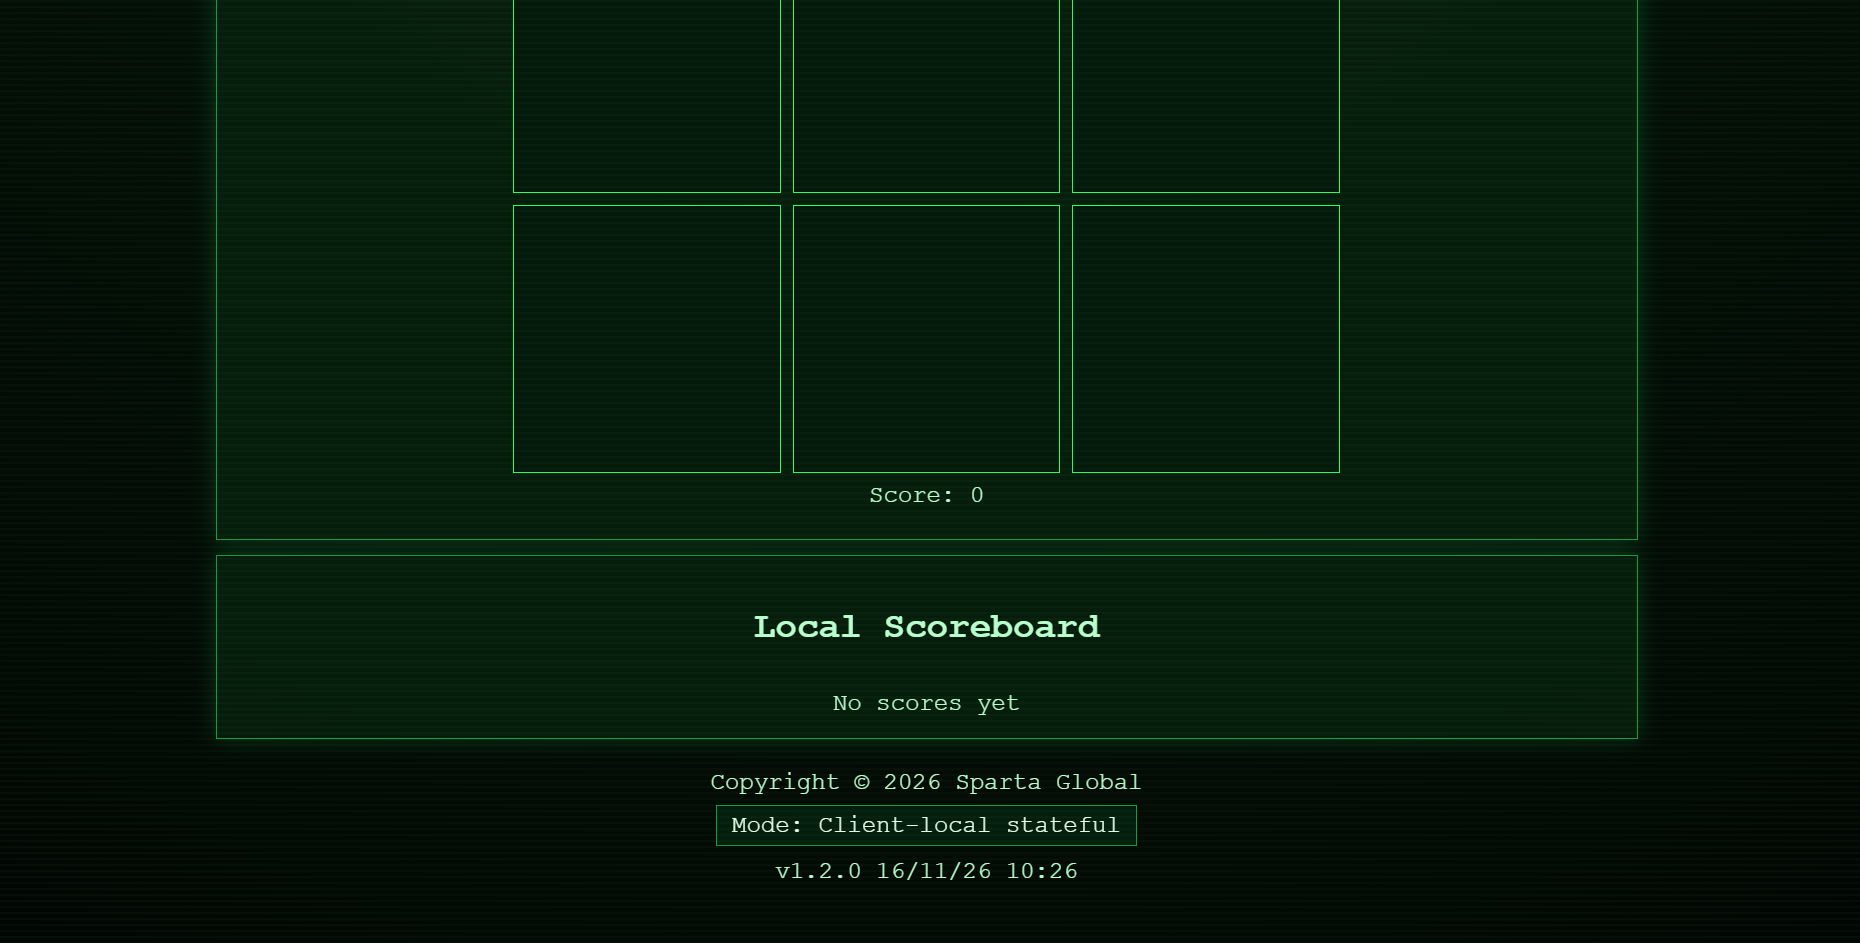 Score: 0
Local Scoreboard
No scores yet
Copyright © 2026 Sparta Global
Mode: Client-local stateful
v1.2.0 16/11/26 10:26